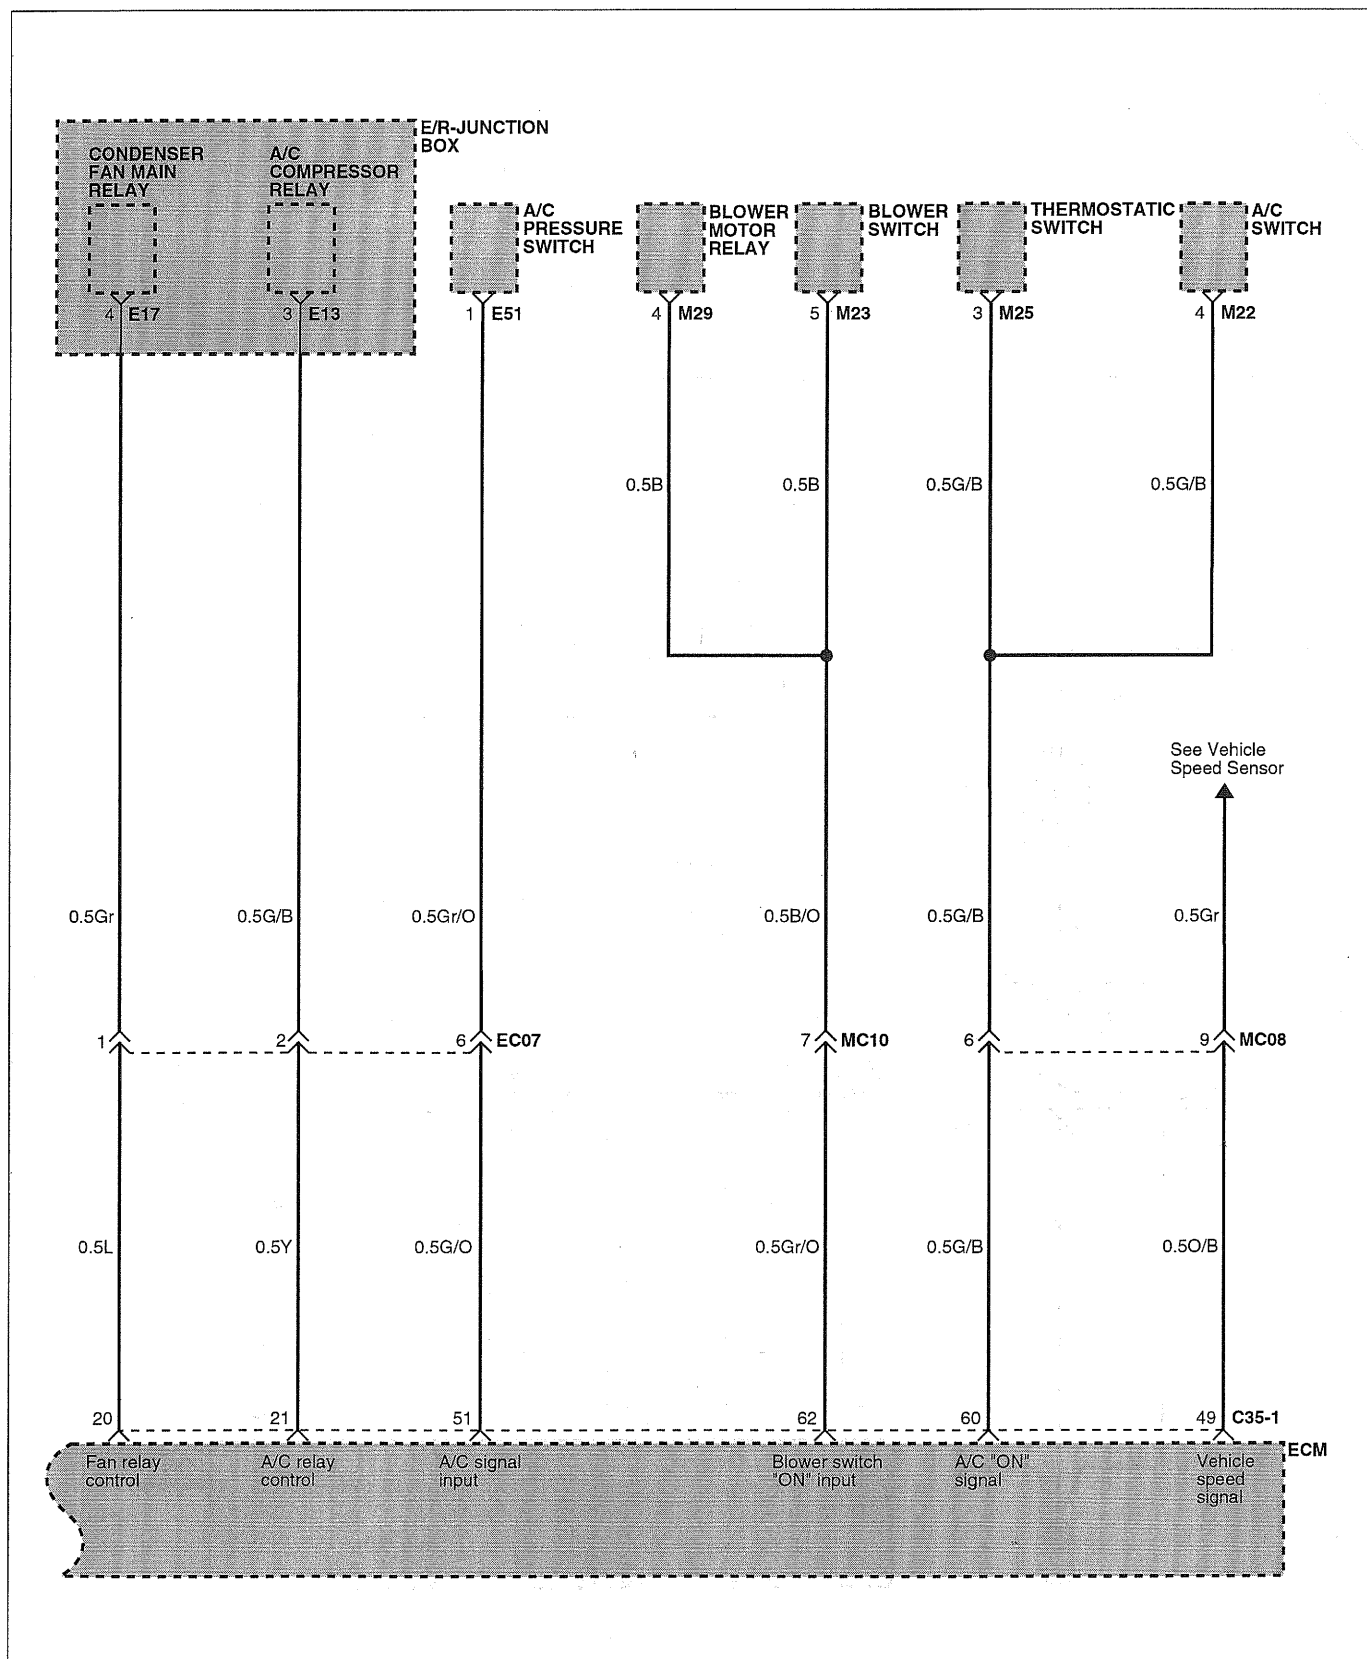 E/R-JUNCTION
BOX
CONDENSER
FAN MAIN
RELAY
A/C
COMPRESSOR
RELAY
A/C
PRESSURE
SWITCH
BLOWER
MOTOR
RELAY
BLOWER
SWITCH
THERMOSTATIC
SWITCH
A/C
SWITCH
4 E17
3 E13
1 E51
4 M29
5 M23
3 M25
4 M22
0.5B
0.5B
0.5G/B
0.5G/B
See Vehicle
Speed Sensor
0.5Gr
0.5G/B
0.5Gr/O
0.5B/O
0.5G/B
0.5Gr
1
2
6 EC07
7 MC10
6
9 MC08
0.5L
0.5Y
0.5G/O
0.5Gr/O
0.5G/B
0.5O/B
20
21
51
62
60
49 C35-1
ECM
Fan relay
control
A/C relay
control
A/C signal
input
Blower switch
"ON" input
A/C "ON"
signal
Vehicle
speed
signal